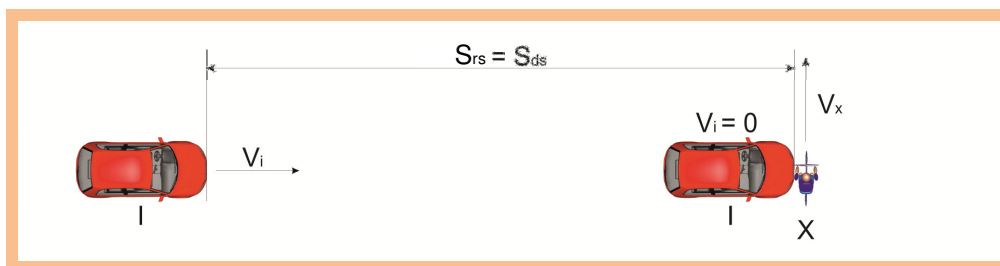 Srs = Sds
Vi = 0
Vx
Vi
I
I
X